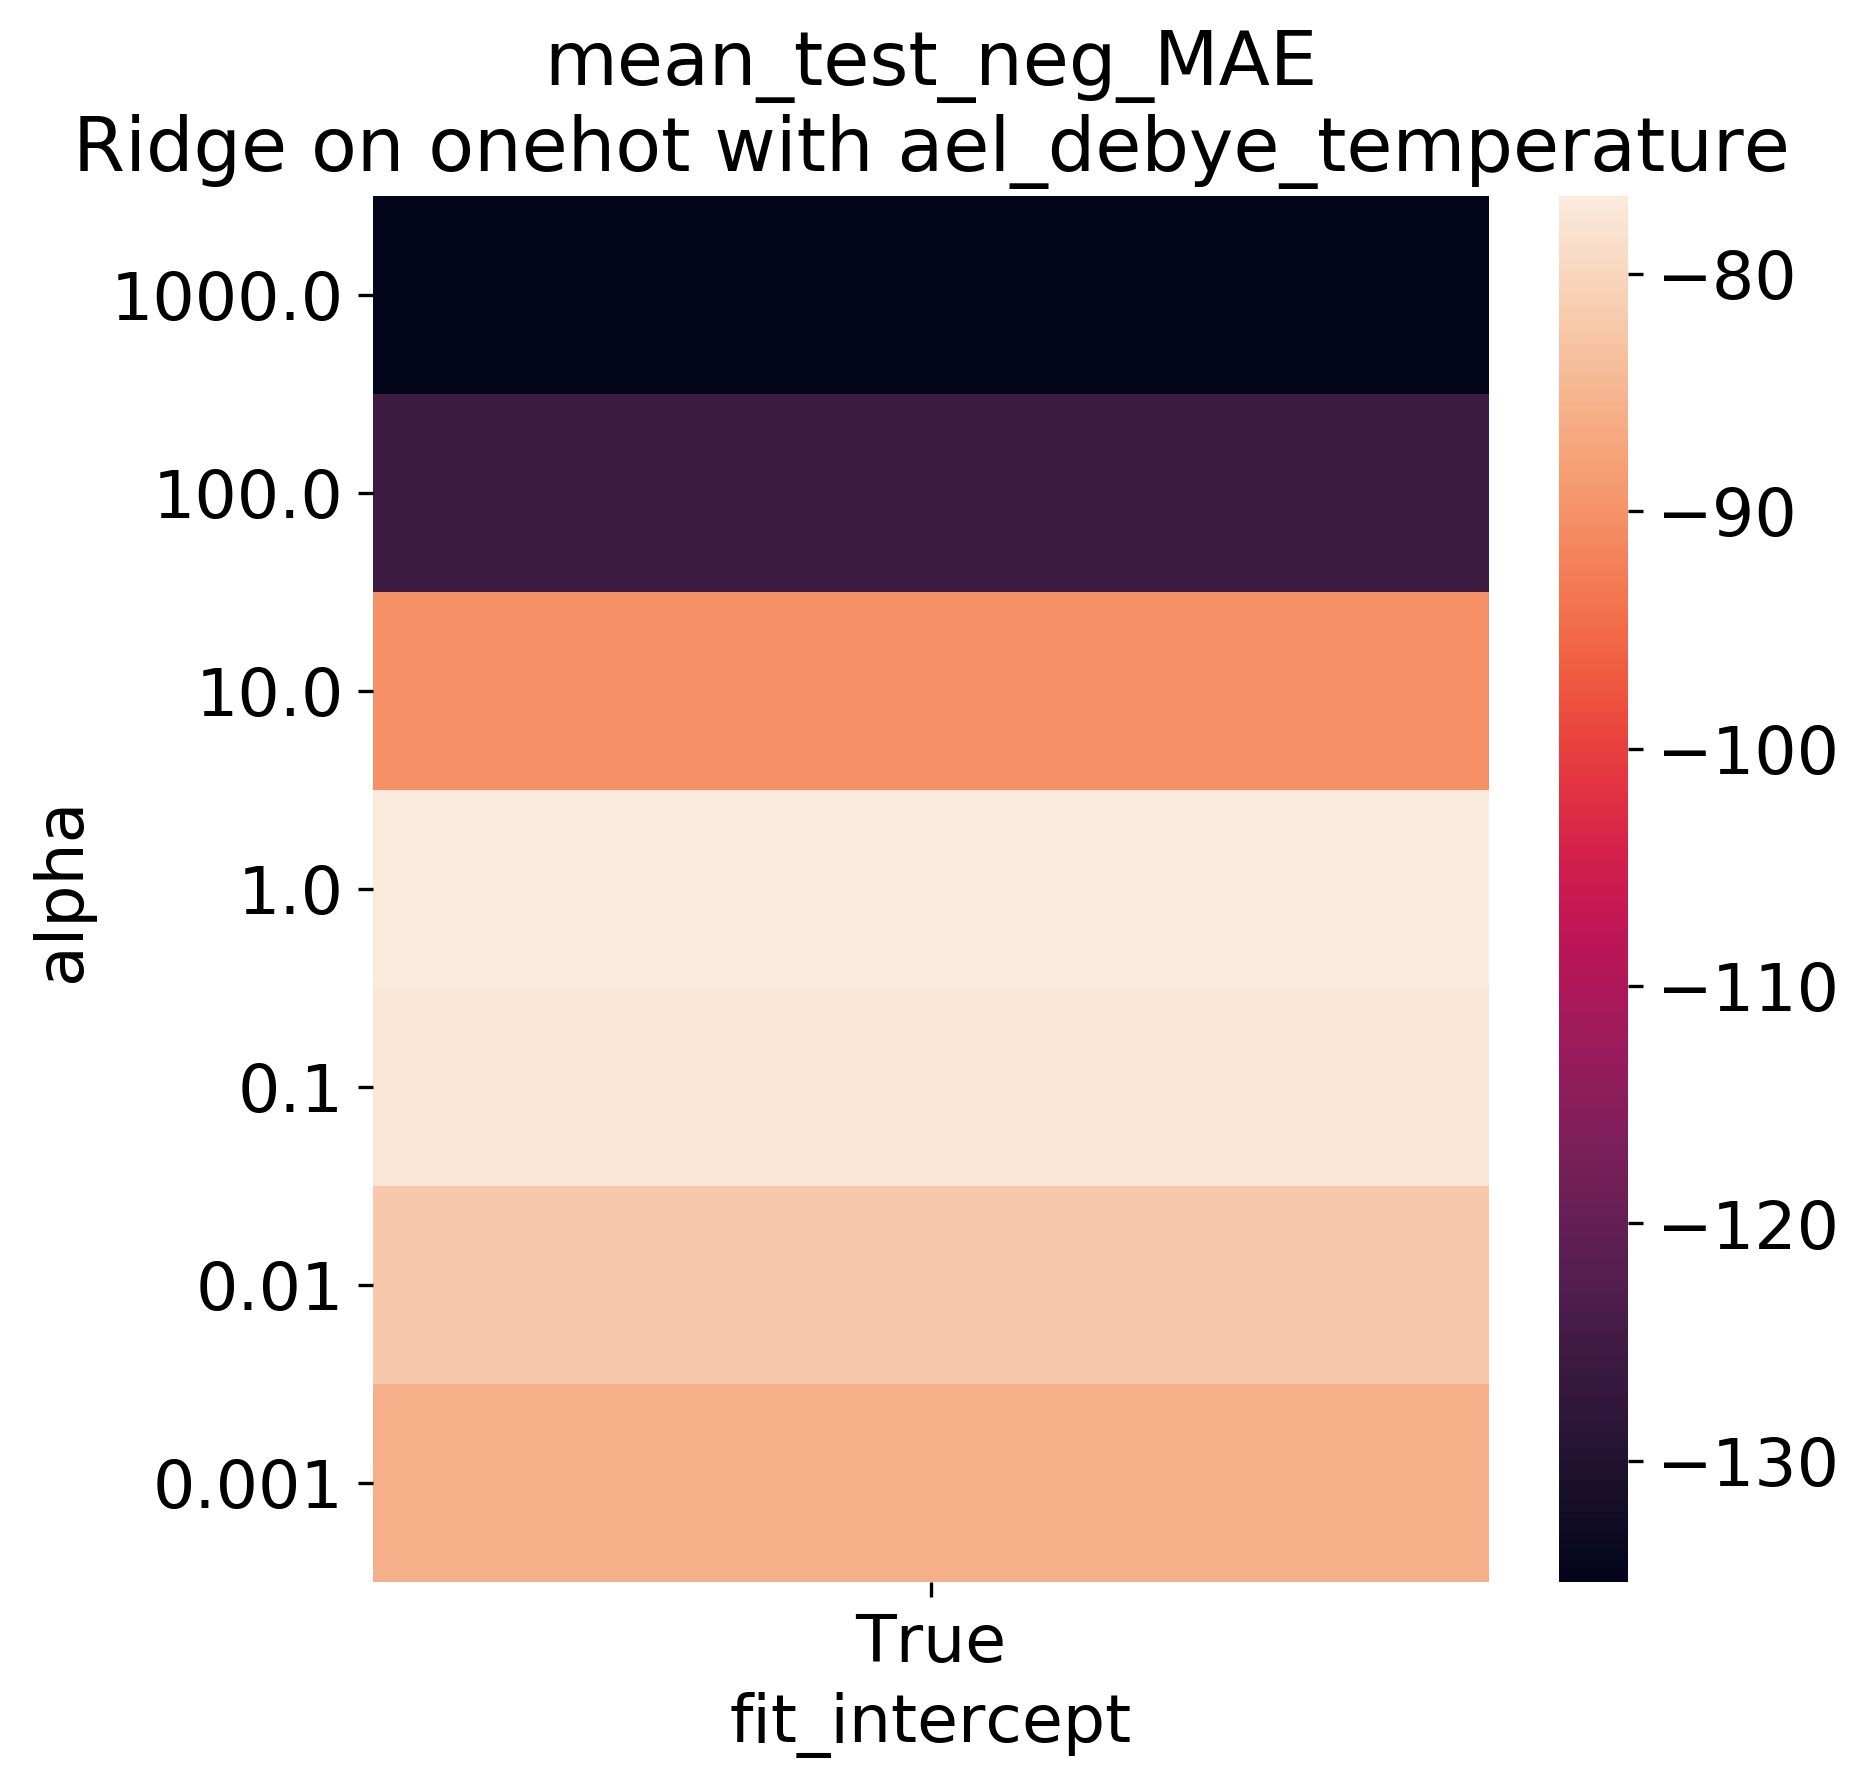 mean_test_neg_MAE
Ridge on onehot with ael_debye_temperature
alpha
1000.0
100.0
10.0
1.0
0.1
0.01
0.001
True
fit_intercept
−80
−90
−100
−110
−120
−130